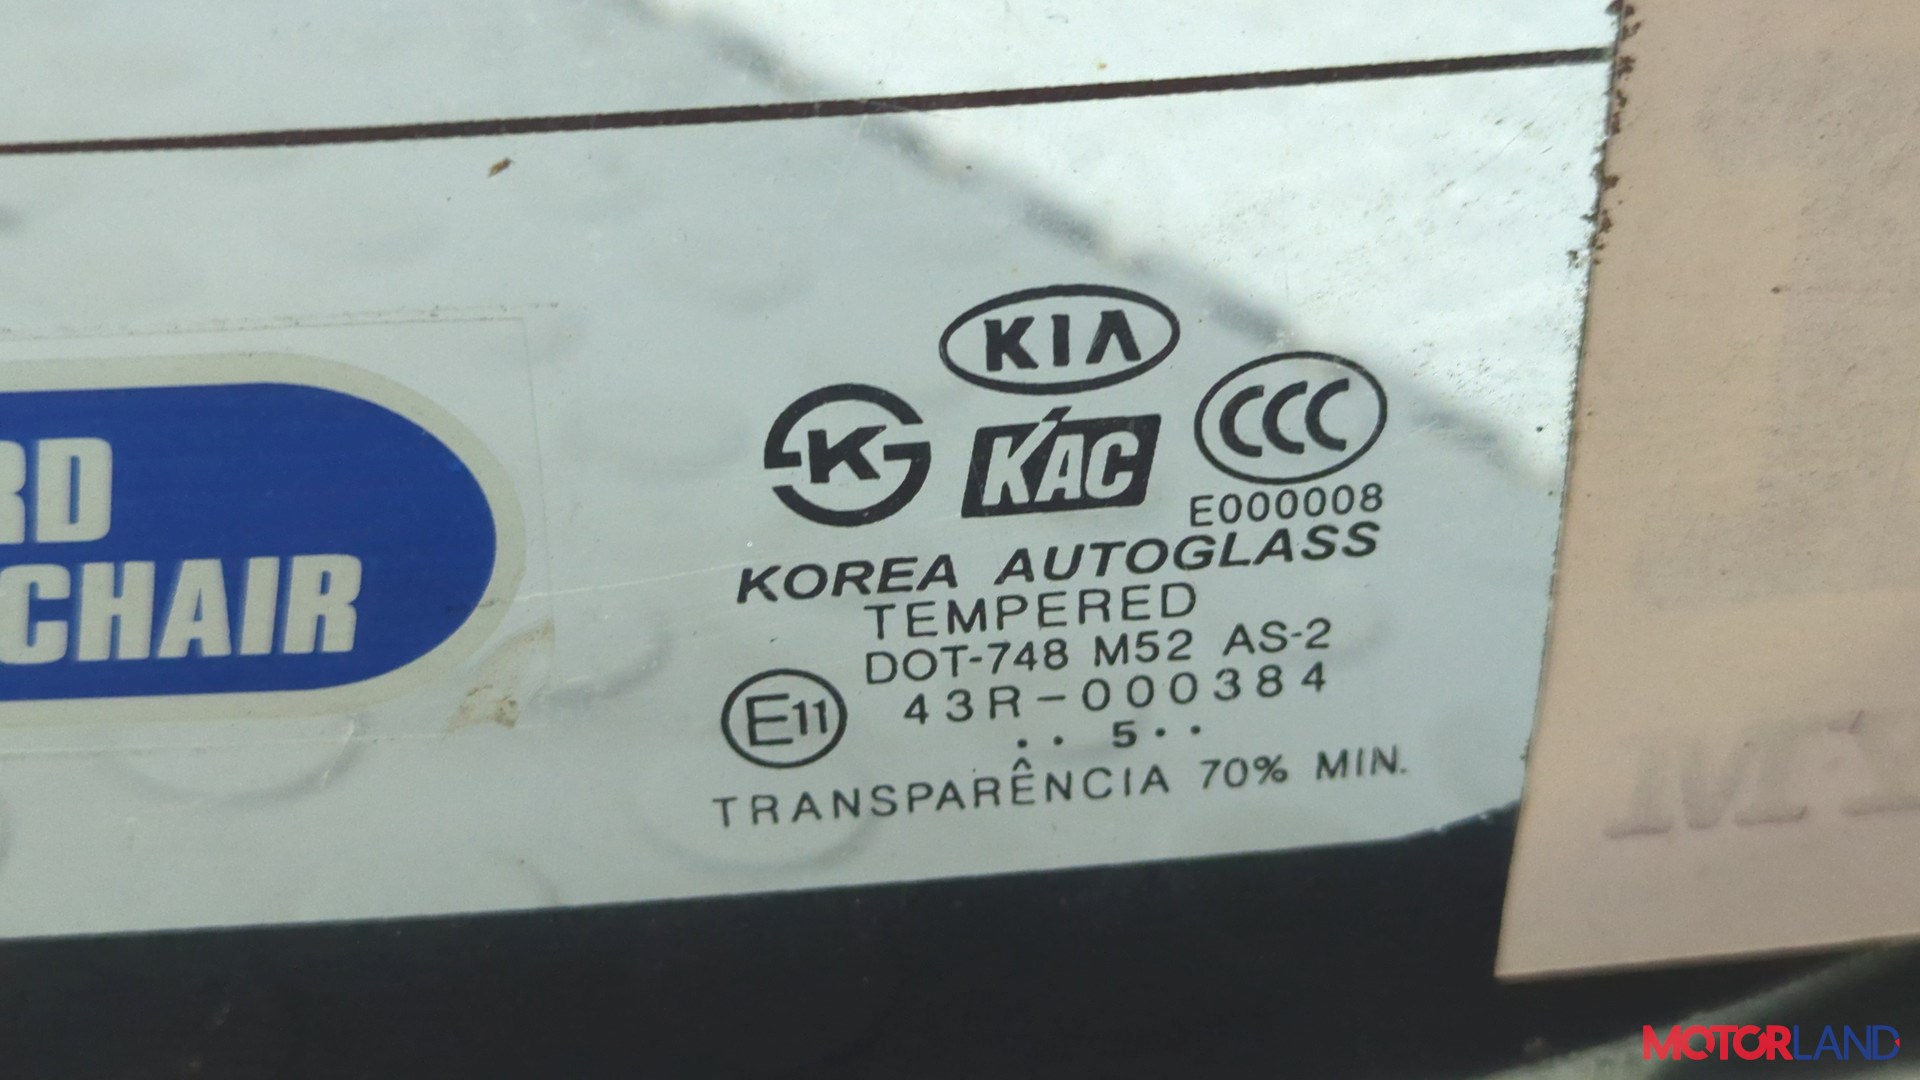 RD
CHAIR
KIA
K
KAC
CCC
E000008
KOREA AUTOGLASS
TEMPERED
DOT-748 M52 AS-2
E11 43R-000384
.. 5..
TRANSPARÊNCIA 70% MIN.
MOTORLAND